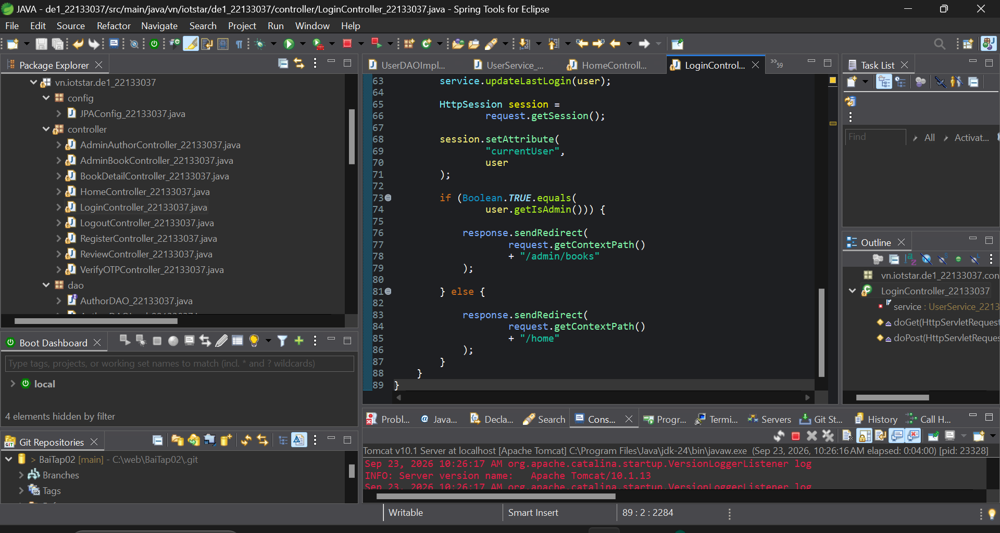 JAVA - de1_22133037/src/main/java/vn/iotstar/de1_22133037/controller/LoginController_22133037.java - Spring Tools for Eclipse
File Edit Source Refactor Navigate Search Project Run Window Help
Package Explorer
vn.iotstar.de1_22133037
config
JPAConfig_22133037.java
controller
AdminAuthorController_22133037.java
AdminBookController_22133037.java
BookDetailController_22133037.java
HomeController_22133037.java
LoginController_22133037.java
LogoutController_22133037.java
RegisterController_22133037.java
ReviewController_22133037.java
VerifyOTPController_22133037.java
dao
AuthorDAO_22133037.java
Boot Dashboard
Type tags, projects, or working set names to match (incl. * and ? wildcards)
local
4 elements hidden by filter
Git Repositories
> BaiTap02 [main] - C:\web\BaiTap02\.git
Branches
Tags
UserDAOImpl... UserService_... HomeControll... LoginControl... »59
63 service.updateLastLogin(user);
64
65 HttpSession session =
66 request.getSession();
67
68 session.setAttribute(
69 "currentUser",
70 user
71 );
72
73 if (Boolean.TRUE.equals(
74 user.getIsAdmin())) {
75
76 response.sendRedirect(
77 request.getContextPath()
78 + "/admin/books"
79 );
80
81 } else {
82
83 response.sendRedirect(
84 request.getContextPath()
85 + "/home"
86 );
87 }
88 }
89 }
Task List
Find All Activat...
Outline
vn.iotstar.de1_22133037.con
LoginController_22133037
service : UserService_2213
doGet(HttpServletRequest
doPost(HttpServletReques
Probl... Java... Decla... Search Cons... Progr... Termi... Servers Git St... History Call H...
Tomcat v10.1 Server at localhost [Apache Tomcat] C:\Program Files\Java\jdk-24\bin\javaw.exe (Sep 23, 2026, 10:26:16 AM elapsed: 0:04:00) [pid: 23328]
Sep 23, 2026 10:26:17 AM org.apache.catalina.startup.VersionLoggerListener log
INFO: Server version name: Apache Tomcat/10.1.13
Sep 23, 2026 10:26:17 AM org.apache.catalina.startup.VersionLoggerListener log
Writable Smart Insert 89 : 2 : 2284